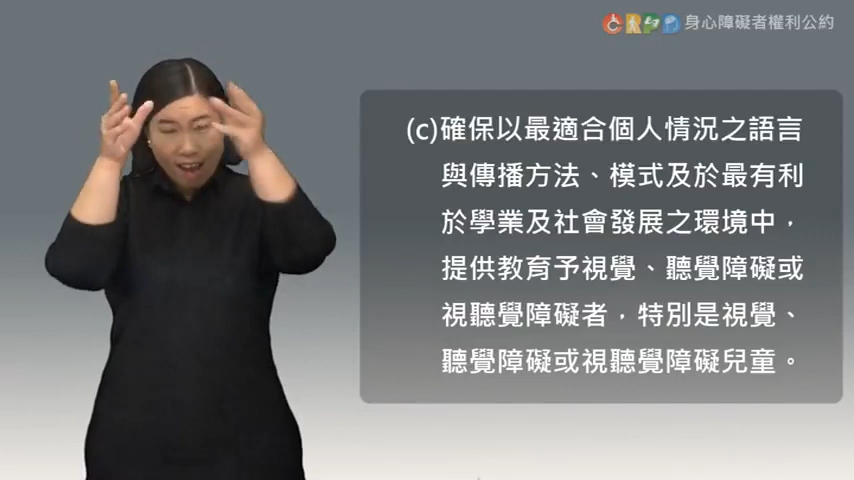 CRPD 身心障礙者權利公約
(c)確保以最適合個人情況之語言
與傳播方法、模式及於最有利
於學業及社會發展之環境中，
提供教育予視覺、聽覺障礙或
視聽覺障礙者，特別是視覺、
聽覺障礙或視聽覺障礙兒童。